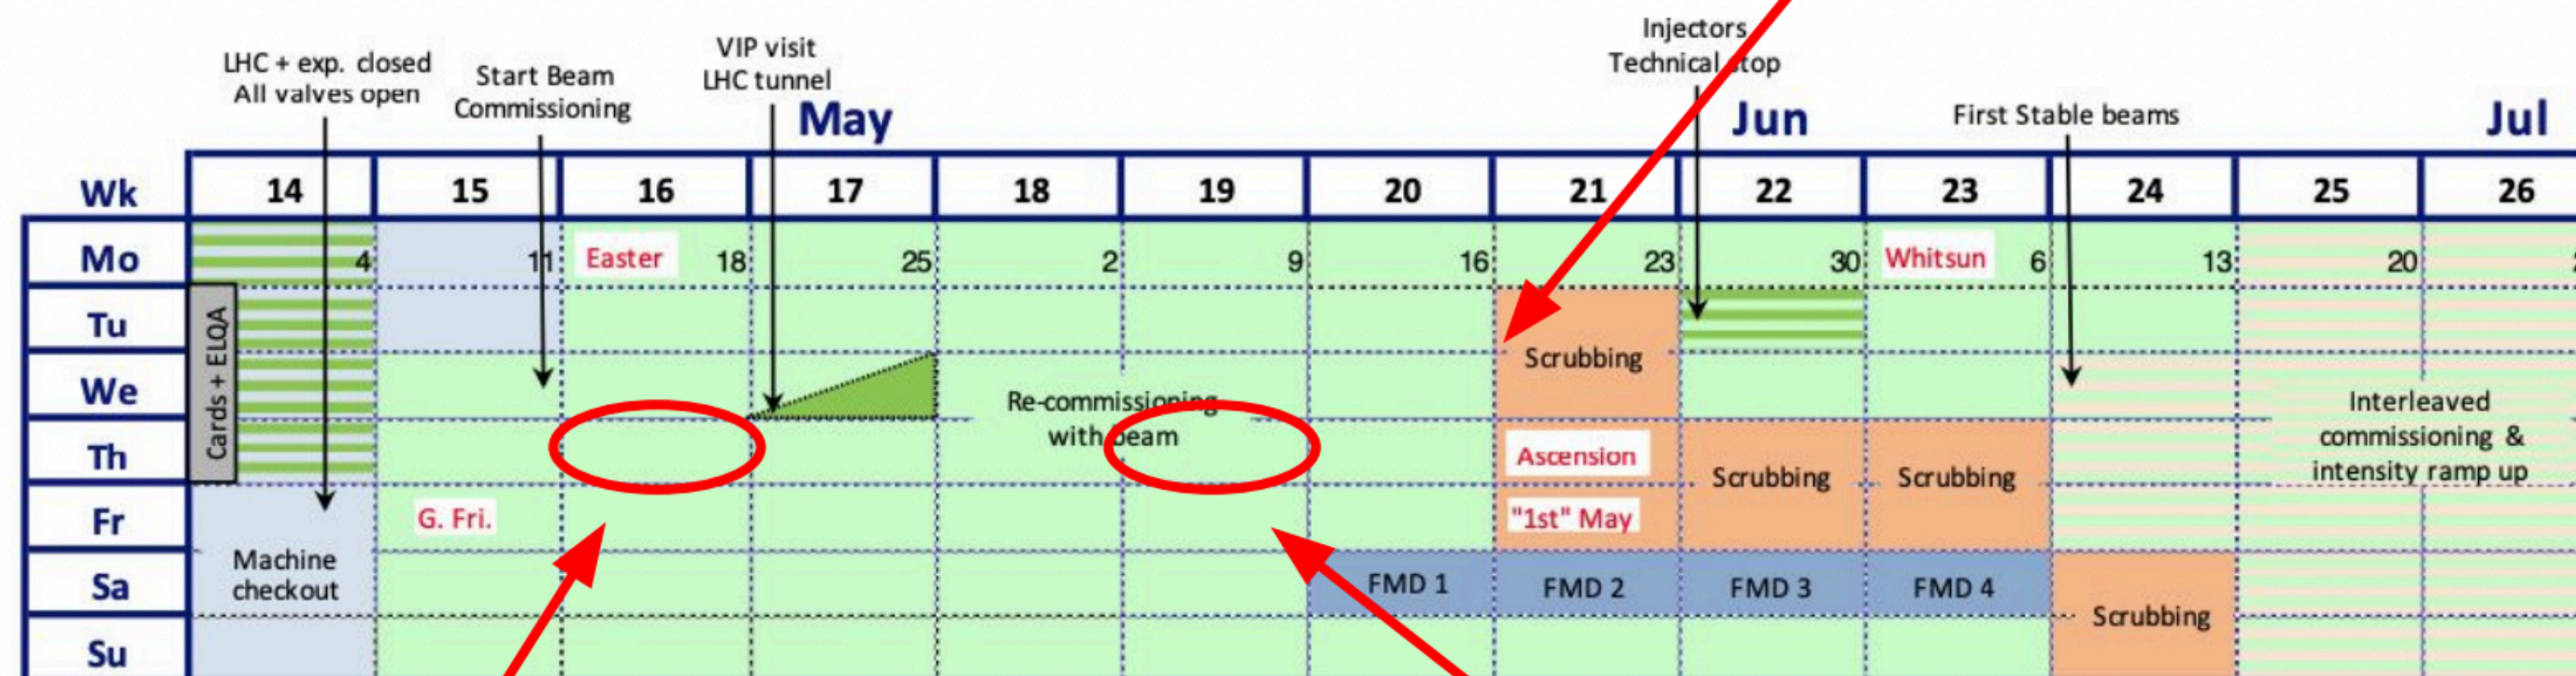 LHC + exp. closed
All valves open
Start Beam
Commissioning
VIP visit
LHC tunnel
Injectors
Technical stop
First Stable beams
May
Jun
Jul
Wk 14 15 16 17 18 19 20 21 22 23 24 25 26
Mo 4 11 Easter 18 25 2 9 16 23 30 Whitsun 6 13 20
Tu
We
Th
Fr
Sa
Su
Cards + ELQA
Machine
checkout
G. Fri.
Re-commissioning
with beam
Scrubbing
Ascension
"1st" May
Scrubbing
Scrubbing
FMD 1
FMD 2
FMD 3
FMD 4
Scrubbing
Interleaved
commissioning &
intensity ramp up